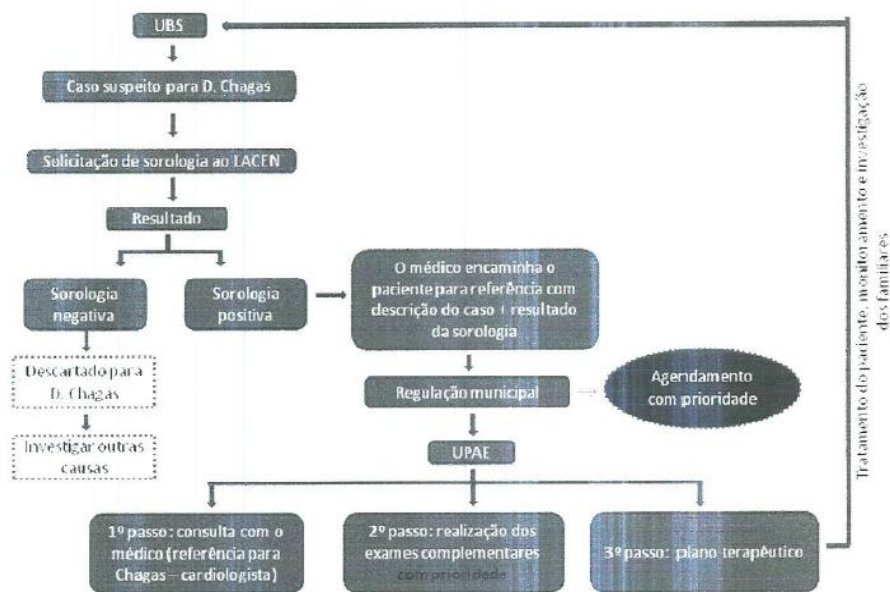 UBS
Caso suspeito para D. Chagas
Solicitação de sorologia ao LACEN
Resultado
Sorologia
negativa
Sorologia
positiva
O médico encaminha o
paciente para referência com
descrição do caso + resultado
da sorologia
Descartado para
D. Chagas
Investigar outras
causas
Regulação municipal
Agendamento
com prioridade
UPAE
1º passo: consulta com o
médico (referência para
Chagas – cardiologista)
2º passo: realização dos
exames complementares
com prioridade
3º passo: plano terapêutico
Tratamento do paciente, monitoramento e investigação
dos familiares